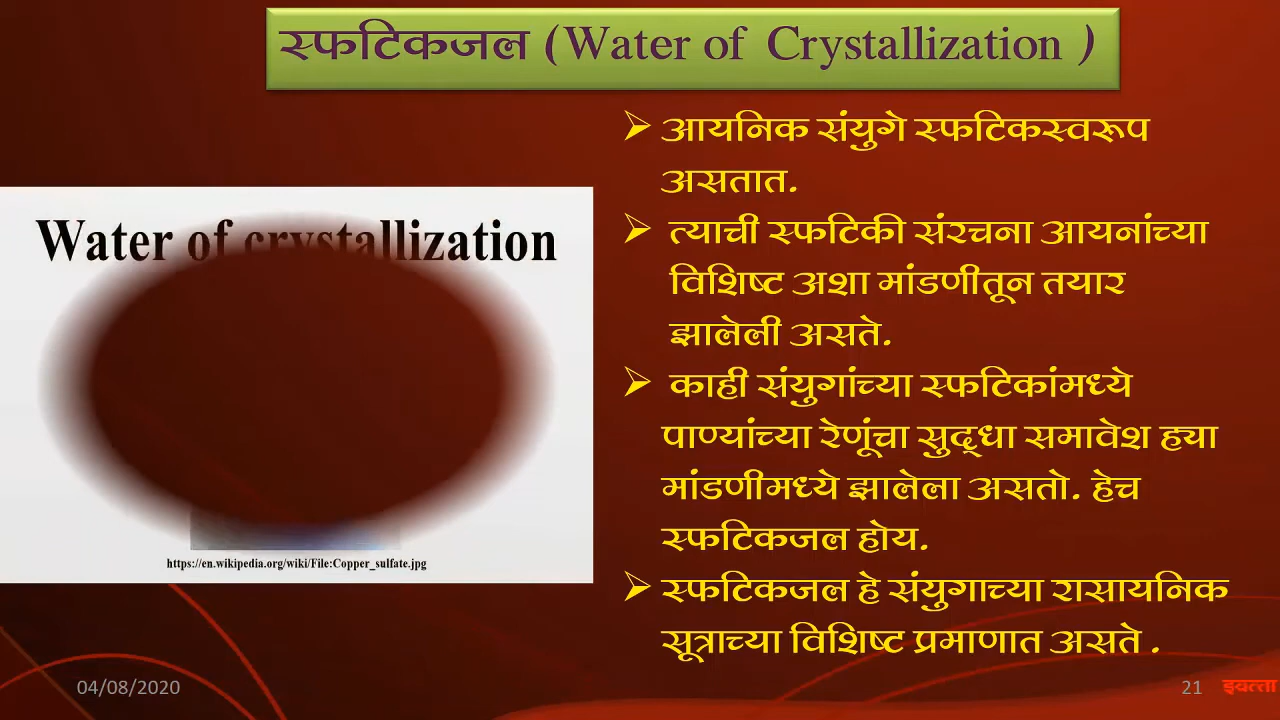 स्फटिकजल (Water of Crystallization )
आयनिक संयुगे स्फटिकस्वरूप
असतात.
त्याची स्फटिकी संरचना आयनांच्या
विशिष्ट अशा मांडणीतून तयार
झालेली असते.
काही संयुगांच्या स्फटिकांमध्ये
पाण्यांच्या रेणूंचा सुद्धा समावेश ह्या
मांडणीमध्ये झालेला असतो. हेच
स्फटिकजल होय.
स्फटिकजल हे संयुगाच्या रासायनिक
सूत्राच्या विशिष्ट प्रमाणात असते .
Water of crystallization
https://en.wikipedia.org/wiki/File:Copper_sulfate.jpg
04/08/2020
21